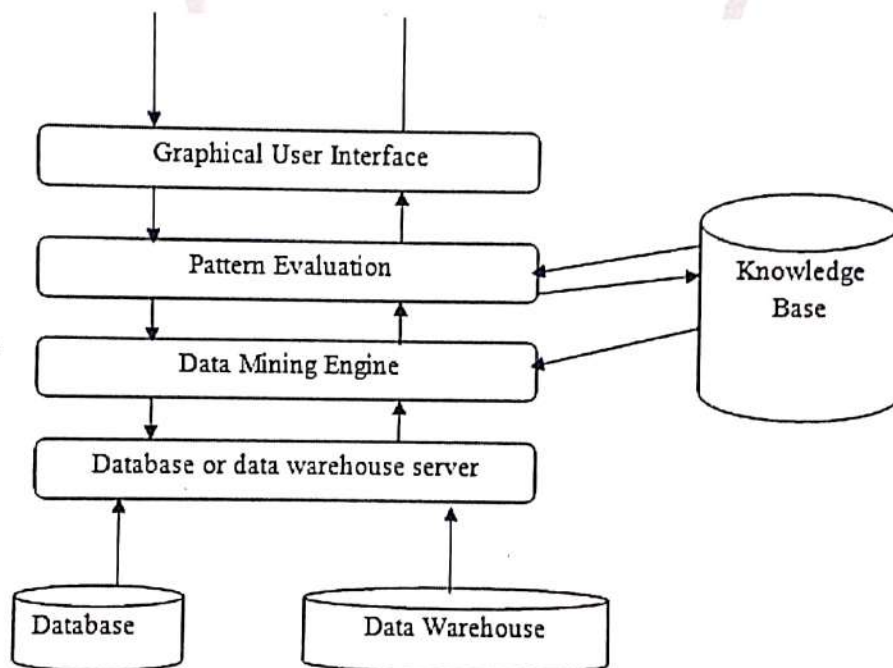 Graphical User Interface
Pattern Evaluation
Knowledge
Base
Data Mining Engine
Database or data warehouse server
Database
Data Warehouse